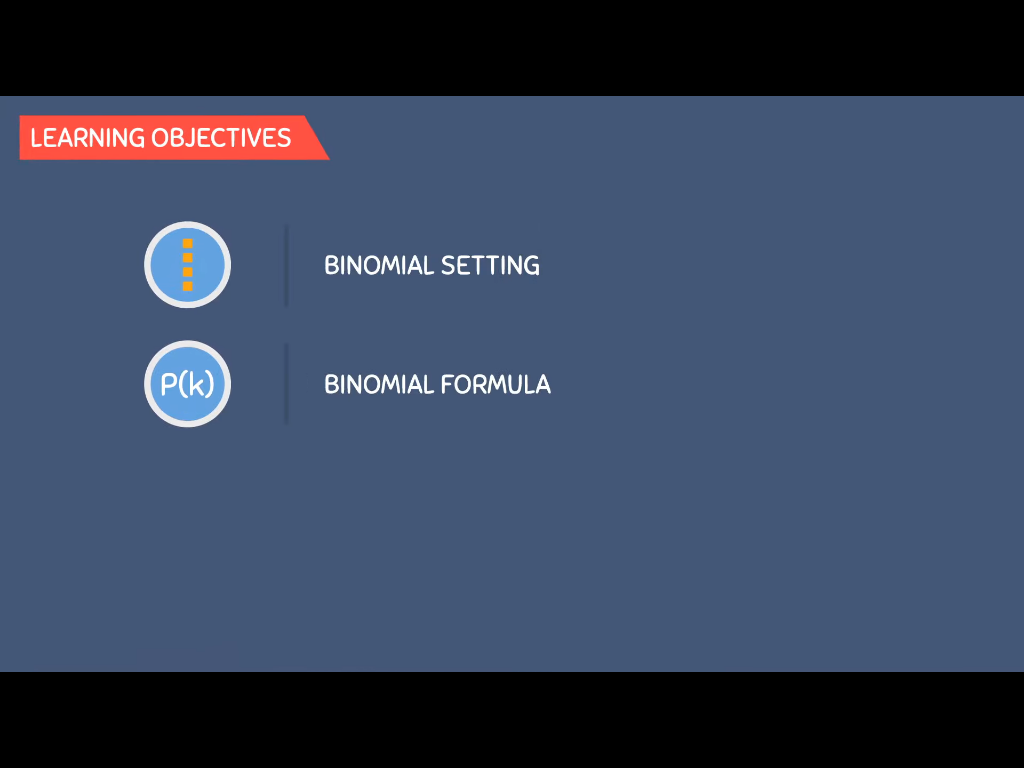 LEARNING OBJECTIVES
BINOMIAL SETTING
P(k)
BINOMIAL FORMULA